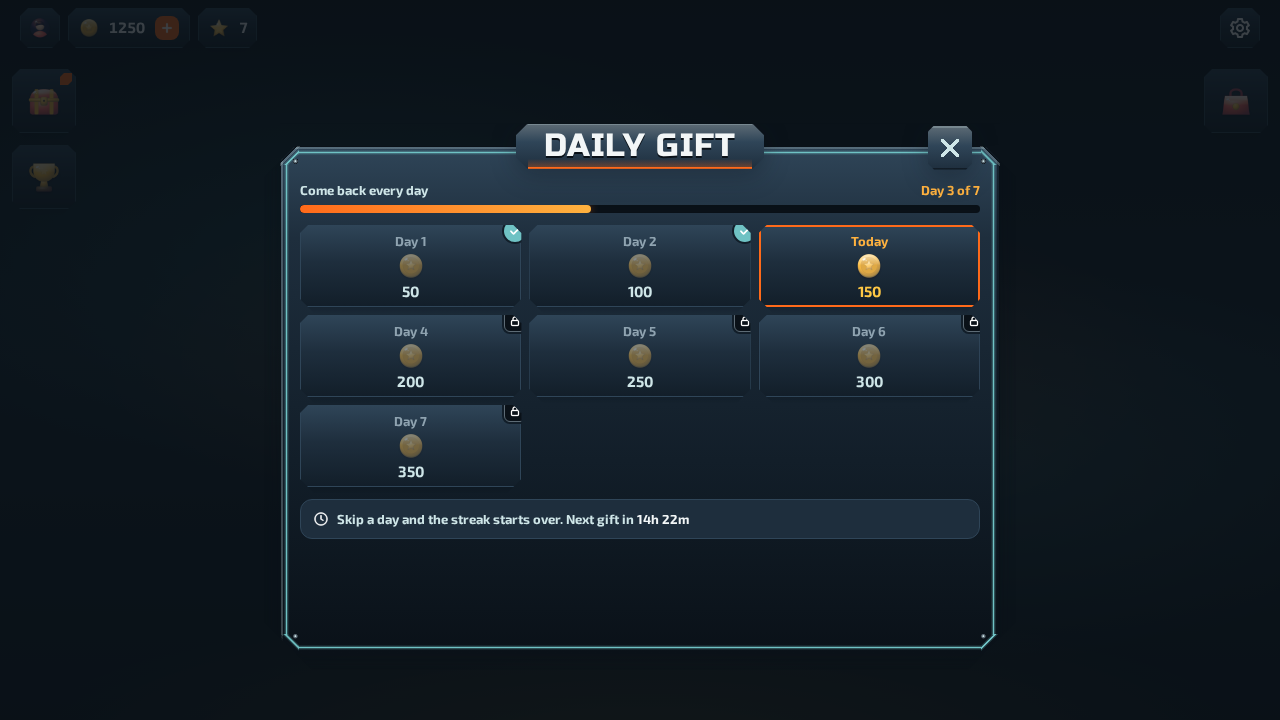 1250
7
DAILY GIFT
Come back every day
Day 3 of 7
Day 1
50
Day 2
100
Today
150
Day 4
200
Day 5
250
Day 6
300
Day 7
350
Skip a day and the streak starts over. Next gift in 14h 22m